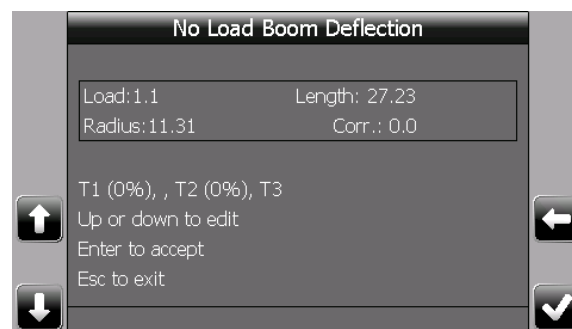 No Load Boom Deflection
Load:1.1 Length: 27.23
Radius:11.31 Corr.: 0.0
T1 (0%), , T2 (0%), T3
Up or down to edit
Enter to accept
Esc to exit